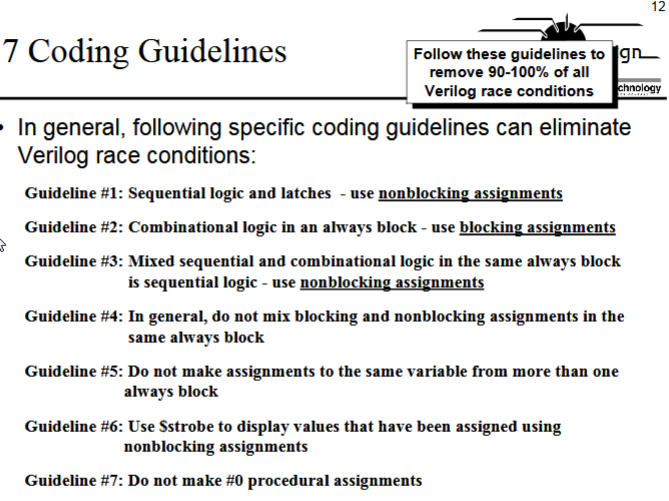 12
7 Coding Guidelines
Follow these guidelines to
remove 90-100% of all
Verilog race conditions
gn
chnology
• In general, following specific coding guidelines can eliminate
Verilog race conditions:
Guideline #1: Sequential logic and latches - use nonblocking assignments
Guideline #2: Combinational logic in an always block - use blocking assignments
Guideline #3: Mixed sequential and combinational logic in the same always block
is sequential logic - use nonblocking assignments
Guideline #4: In general, do not mix blocking and nonblocking assignments in the
same always block
Guideline #5: Do not make assignments to the same variable from more than one
always block
Guideline #6: Use $strobe to display values that have been assigned using
nonblocking assignments
Guideline #7: Do not make #0 procedural assignments